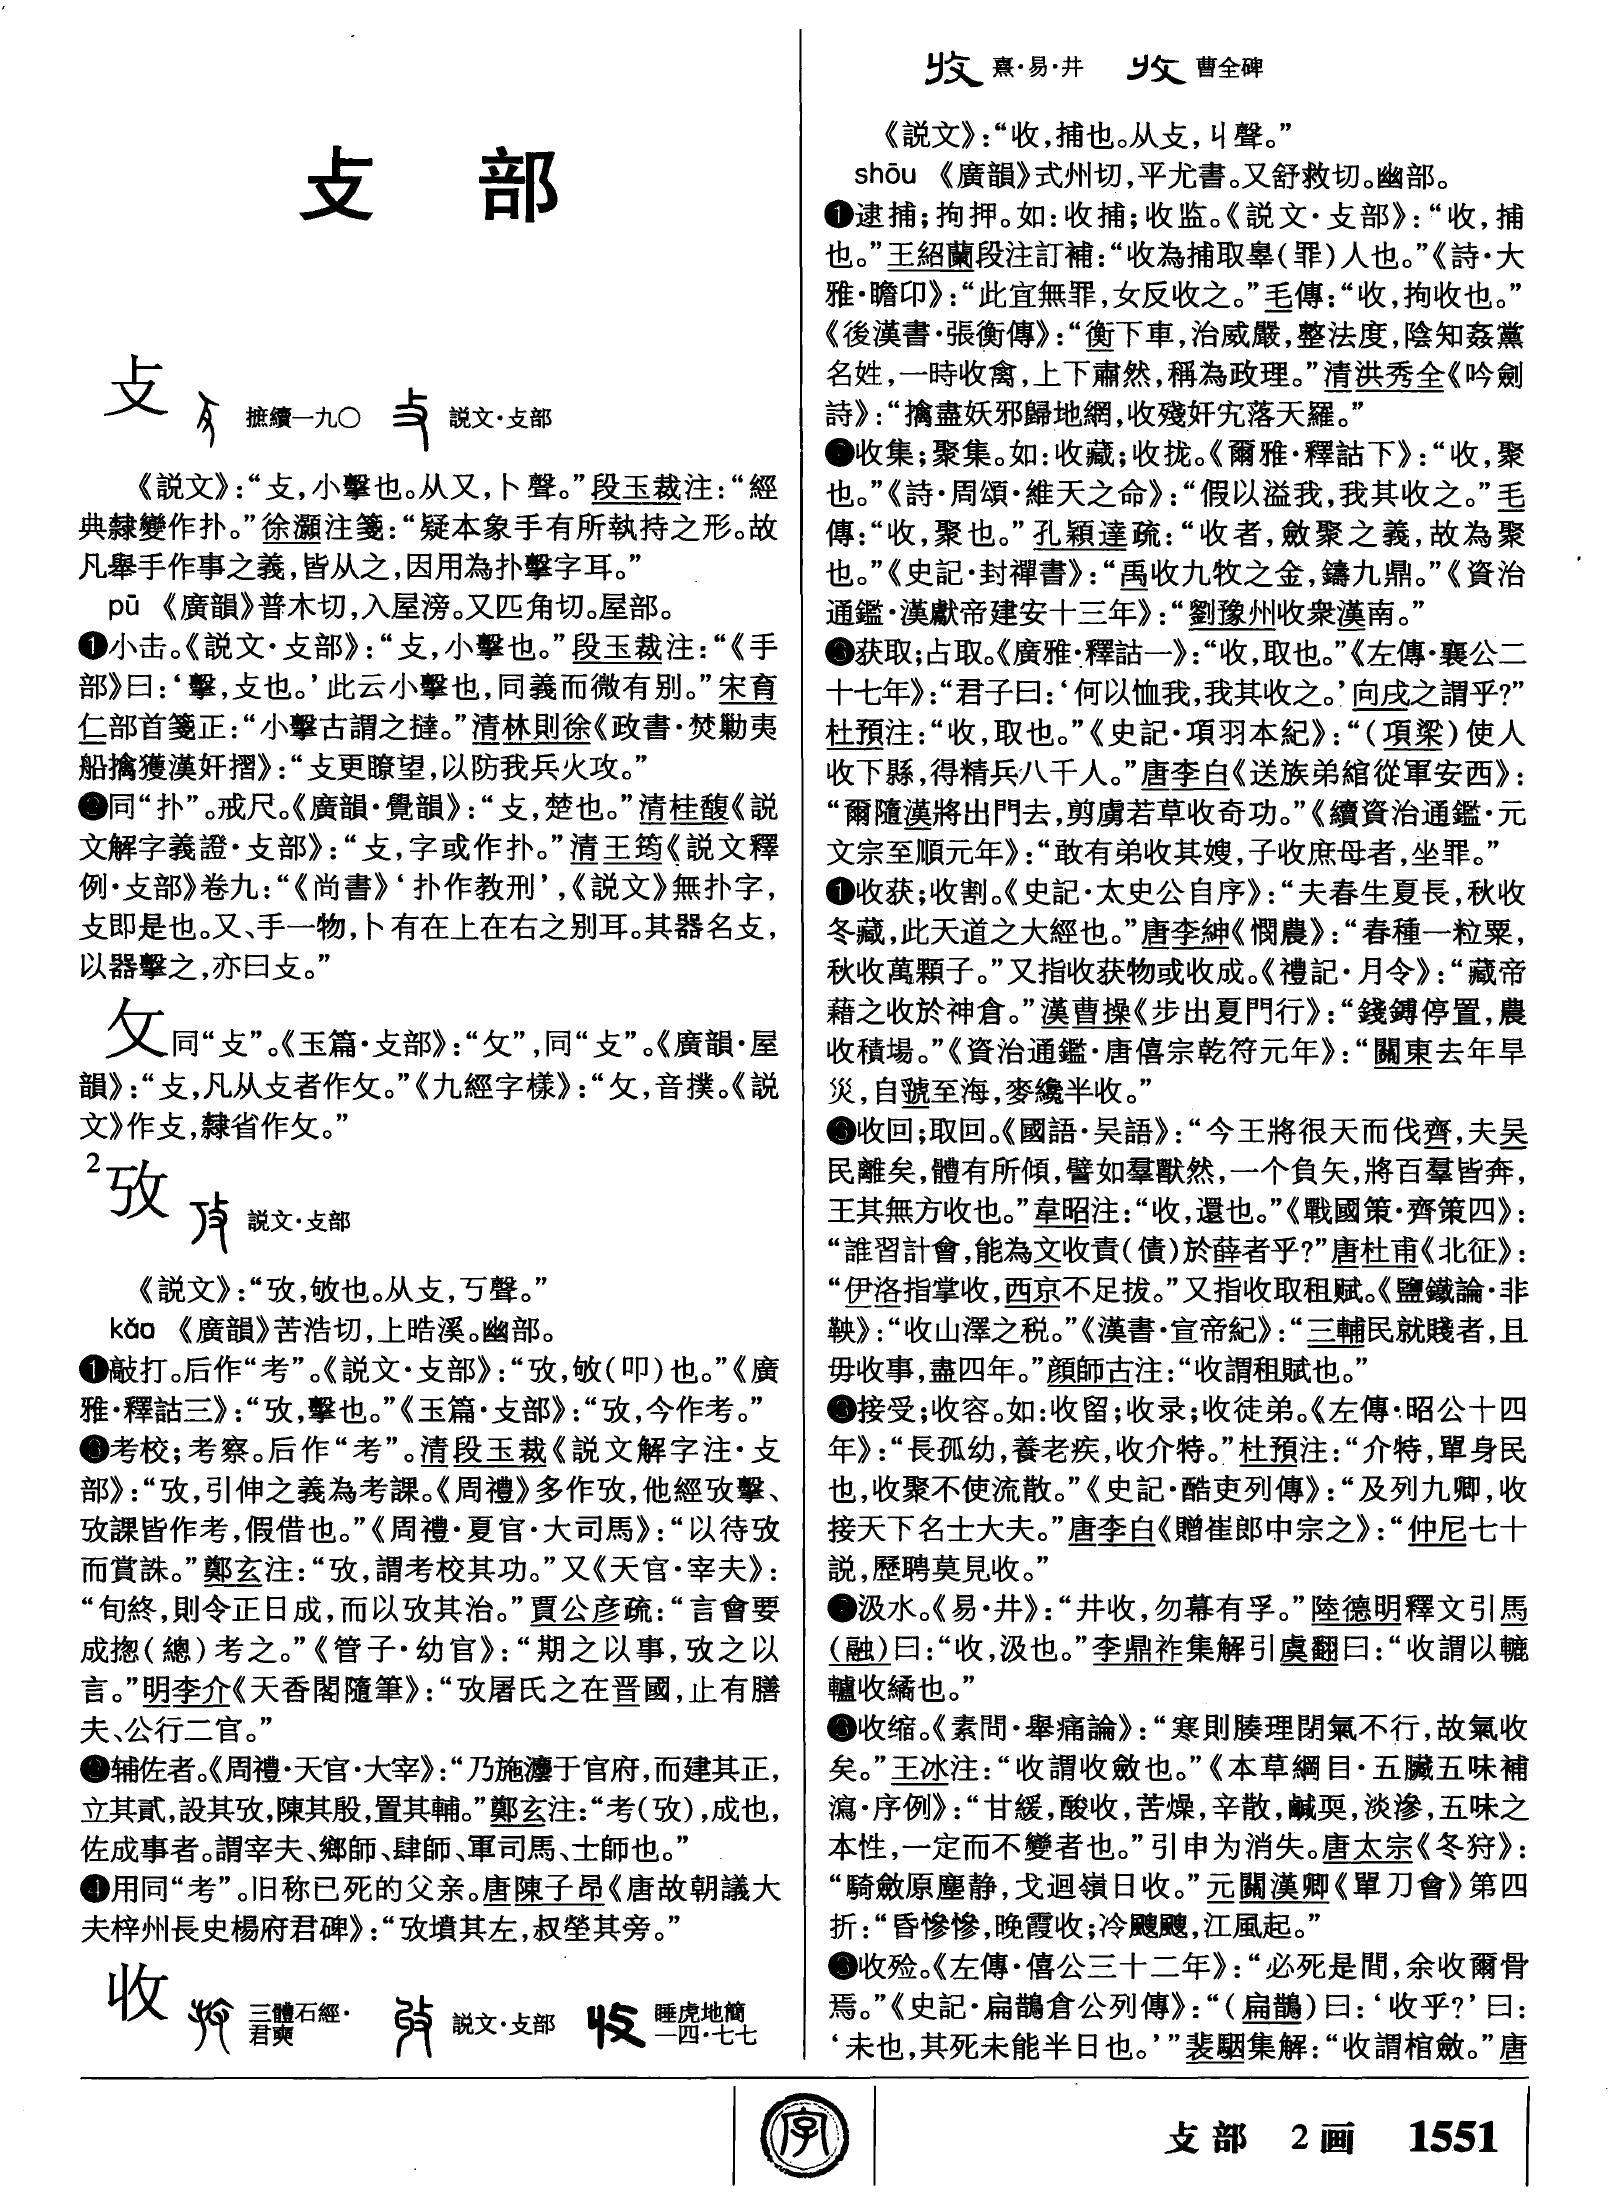 攴 部
攴 摭續一九〇 説文·攴部
《説文》:“攴,小擊也。从又,卜聲。”段玉裁注:“經
典隸變作扑。”徐灝注箋:“疑本象手有所執持之形。故
凡舉手作事之義,皆从之,因用為扑擊字耳。”
pū 《廣韻》普木切,入屋滂。又匹角切。屋部。
❶小击。《説文·攴部》:“攴,小擊也。”段玉裁注:“《手
部》曰:‘擊,攴也。’此云小擊也,同義而微有别。”宋育
仁部首箋正:“小擊古謂之撻。”清林則徐《政書·焚勦夷
船擒獲漢奸摺》:“攴更瞭望,以防我兵火攻。”
❷同“扑”。戒尺。《廣韻·覺韻》:“攴,楚也。”清桂馥《説
文解字義證·攴部》:“攴,字或作扑。”清王筠《説文釋
例·攴部》卷九:“《尚書》‘扑作教刑’,《説文》無扑字,
攴即是也。又、手一物,卜有在上在右之别耳。其器名攴,
以器擊之,亦曰攴。”
攵同“攴”。《玉篇·攴部》:“攵”,同“攴”。《廣韻·屋
韻》:“攴,凡从攴者作攵。”《九經字樣》:“攵,音撲。《説
文》作攴,隸省作攵。”
2攷 説文·攴部
《説文》:“攷,敂也。从攴,丂聲。”
kǎo 《廣韻》苦浩切,上晧溪。幽部。
❶敲打。后作“考”。《説文·攴部》:“攷,敂(叩)也。”《廣
雅·釋詁三》:“攷,擊也。”《玉篇·攴部》:“攷,今作考。”
❷考校;考察。后作“考”。清段玉裁《説文解字注·攴
部》:“攷,引伸之義為考課。《周禮》多作攷,他經攷擊、
攷課皆作考,假借也。”《周禮·夏官·大司馬》:“以待攷
而賞誅。”鄭玄注:“攷,謂考校其功。”又《天官·宰夫》:
“旬終,則令正日成,而以攷其治。”賈公彦疏:“言會要
成揔(總)考之。”《管子·幼官》:“期之以事,攷之以
言。”明李介《天香閣隨筆》:“攷屠氏之在晋國,止有膳
夫、公行二官。”
❸辅佐者。《周禮·天官·大宰》:“乃施灋于官府,而建其正,
立其貳,設其攷,陳其殷,置其輔。”鄭玄注:“考(攷),成也,
佐成事者。謂宰夫、鄉師、肆師、軍司馬、士師也。”
❹用同“考”。旧称已死的父亲。唐陳子昂《唐故朝議大
夫梓州長史楊府君碑》:“攷墳其左,叔塋其旁。”
收 三體石經·君奭 説文·攴部 睡虎地簡一四·七七
熹·易·井 曹全碑
《説文》:“收,捕也。从攴,丩聲。”
shōu 《廣韻》式州切,平尤書。又舒救切。幽部。
❶逮捕;拘押。如:收捕;收监。《説文·攴部》:“收,捕
也。”王紹蘭段注訂補:“收為捕取辠(罪)人也。”《詩·大
雅·瞻卬》:“此宜無罪,女反收之。”毛傳:“收,拘收也。”
《後漢書·張衡傳》:“衡下車,治威嚴,整法度,陰知姦黨
名姓,一時收禽,上下肅然,稱為政理。”清洪秀全《吟劍
詩》:“擒盡妖邪歸地網,收殘奸宄落天羅。”
❷收集;聚集。如:收藏;收拢。《爾雅·釋詁下》:“收,聚
也。”《詩·周頌·維天之命》:“假以溢我,我其收之。”毛
傳:“收,聚也。”孔穎達疏:“收者,斂聚之義,故為聚
也。”《史記·封禪書》:“禹收九牧之金,鑄九鼎。”《資治
通鑑·漢獻帝建安十三年》:“劉豫州收衆漢南。”
❸获取;占取。《廣雅·釋詁一》:“收,取也。”《左傳·襄公二
十七年》:“君子曰:‘何以恤我,我其收之。’向戌之謂乎?”
杜預注:“收,取也。”《史記·項羽本紀》:“(項梁)使人
收下縣,得精兵八千人。”唐李白《送族弟綰從軍安西》:
“爾隨漢將出門去,剪虜若草收奇功。”《續資治通鑑·元
文宗至順元年》:“敢有弟收其嫂,子收庶母者,坐罪。”
❹收获;收割。《史記·太史公自序》:“夫春生夏長,秋收
冬藏,此天道之大經也。”唐李紳《憫農》:“春種一粒粟,
秋收萬顆子。”又指收获物或收成。《禮記·月令》:“藏帝
藉之收於神倉。”漢曹操《步出夏門行》:“錢鎛停置,農
收積場。”《資治通鑑·唐僖宗乾符元年》:“關東去年旱
災,自虢至海,麥纔半收。”
❺收回;取回。《國語·吴語》:“今王將很天而伐齊,夫吴
民離矣,體有所傾,譬如羣獸然,一个負矢,將百羣皆奔,
王其無方收也。”韋昭注:“收,還也。”《戰國策·齊策四》:
“誰習計會,能為文收責(債)於薛者乎?”唐杜甫《北征》:
“伊洛指掌收,西京不足拔。”又指收取租赋。《鹽鐵論·非
鞅》:“收山澤之税。”《漢書·宣帝紀》:“三輔民就賤者,且
毋收事,盡四年。”顔師古注:“收謂租賦也。”
❻接受;收容。如:收留;收录;收徒弟。《左傳·昭公十四
年》:“長孤幼,養老疾,收介特。”杜預注:“介特,單身民
也,收聚不使流散。”《史記·酷吏列傳》:“及列九卿,收
接天下名士大夫。”唐李白《贈崔郎中宗之》:“仲尼七十
説,歷聘莫見收。”
❼汲水。《易·井》:“井收,勿幕有孚。”陸德明釋文引馬
(融)曰:“收,汲也。”李鼎祚集解引虞翻曰:“收謂以轆
轤收繘也。”
❽收缩。《素問·舉痛論》:“寒則腠理閉氣不行,故氣收
矣。”王冰注:“收謂收斂也。”《本草綱目·五臟五味補
瀉·序例》:“甘緩,酸收,苦燥,辛散,鹹耎,淡滲,五味之
本性,一定而不變者也。”引申为消失。唐太宗《冬狩》:
“騎斂原塵静,戈迴嶺日收。”元關漢卿《單刀會》第四
折:“昏慘慘,晚霞收;冷颼颼,江風起。”
❾收殓。《左傳·僖公三十二年》:“必死是間,余收爾骨
焉。”《史記·扁鵲倉公列傳》:“(扁鵲)曰:‘收乎?’曰:
‘未也,其死未能半日也。’”裴駰集解:“收謂棺斂。”唐
字
攴部 2画 1551